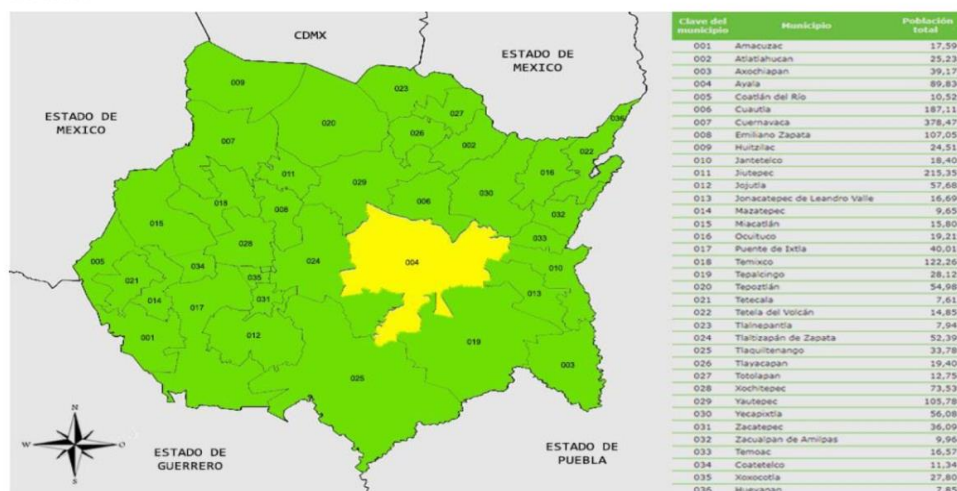 CDMX
ESTADO DE
MEXICO
ESTADO DE
MEXICO
009
023
027
020
026
036
007
002
022
016
011
029
030
018
006
008
032
015
028
033
004
005
024
010
034
021
035
013
014
017
031
001
012
019
003
025
N
W O
S
ESTADO DE
GUERRERO
ESTADO DE
PUEBLA
Clave del municipio Municipio Población total
001 Amacuzac 17,59
002 Atlatlahucan 25,23
003 Axochiapan 39,17
004 Ayala 89,83
005 Coatlán del Río 10,52
006 Cuautla 187,11
007 Cuernavaca 378,47
008 Emiliano Zapata 107,05
009 Huitzilac 24,51
010 Jantetelco 18,40
011 Jiutepec 215,35
012 Jojutla 57,68
013 Jonacatepec de Leandro Valle 16,69
014 Mazatepec 9,65
015 Miacatlán 15,80
016 Ocuituco 19,21
017 Puente de Ixtla 40,01
018 Temixco 122,26
019 Tepalcingo 28,12
020 Tepoztlán 54,98
021 Tetecala 7,61
022 Tetela del Volcán 14,85
023 Tlalnepantla 7,94
024 Tlaltizapán de Zapata 52,39
025 Tlaquiltenango 33,78
026 Tlayacapan 19,40
027 Totolapan 12,75
028 Xochitepec 73,53
029 Yautepec 105,78
030 Yecapixtla 56,08
031 Zacatepec 36,09
032 Zacualpan de Amilpas 9,96
033 Temoac 16,57
034 Coatetelco 11,34
035 Xoxocotla 27,80
036 Hueyapan 7,85